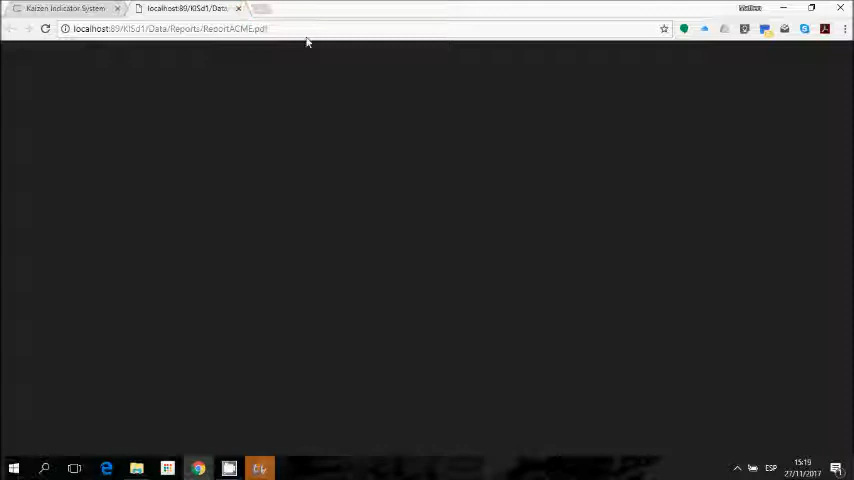 Kaizen Indicator System
localhost:89/KISd1/Data
localhost:89/KISd1/Data/Reports/ReportACME.pdf
ESP
15:19
27/11/2017